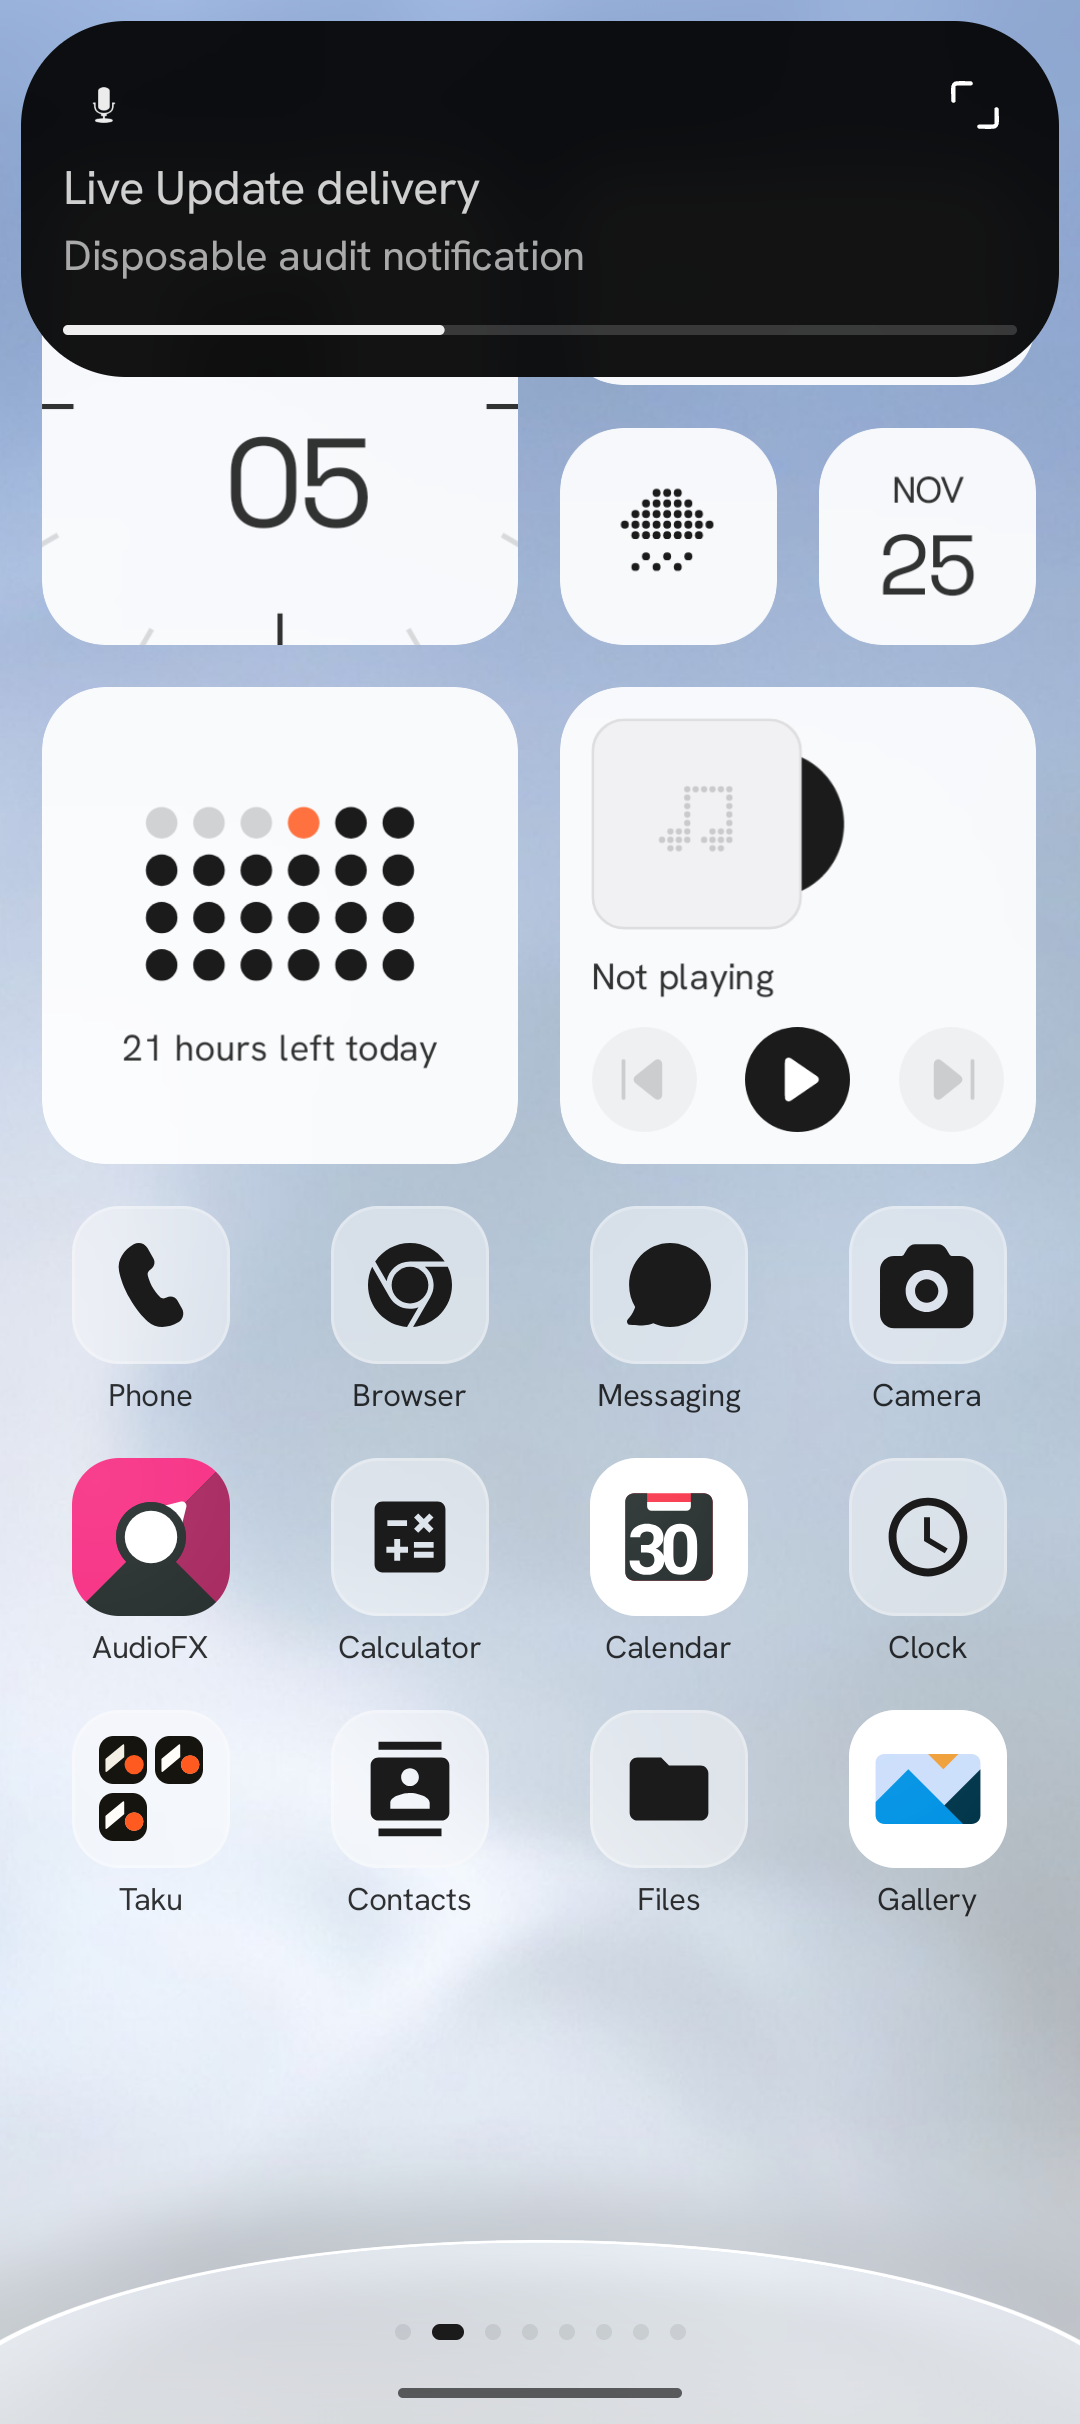 Live Update delivery
Disposable audit notification
05
NOV
25
21 hours left today
Not playing
Phone
Browser
Messaging
Camera
30
AudioFX
Calculator
Calendar
Clock
Taku
Contacts
Files
Gallery